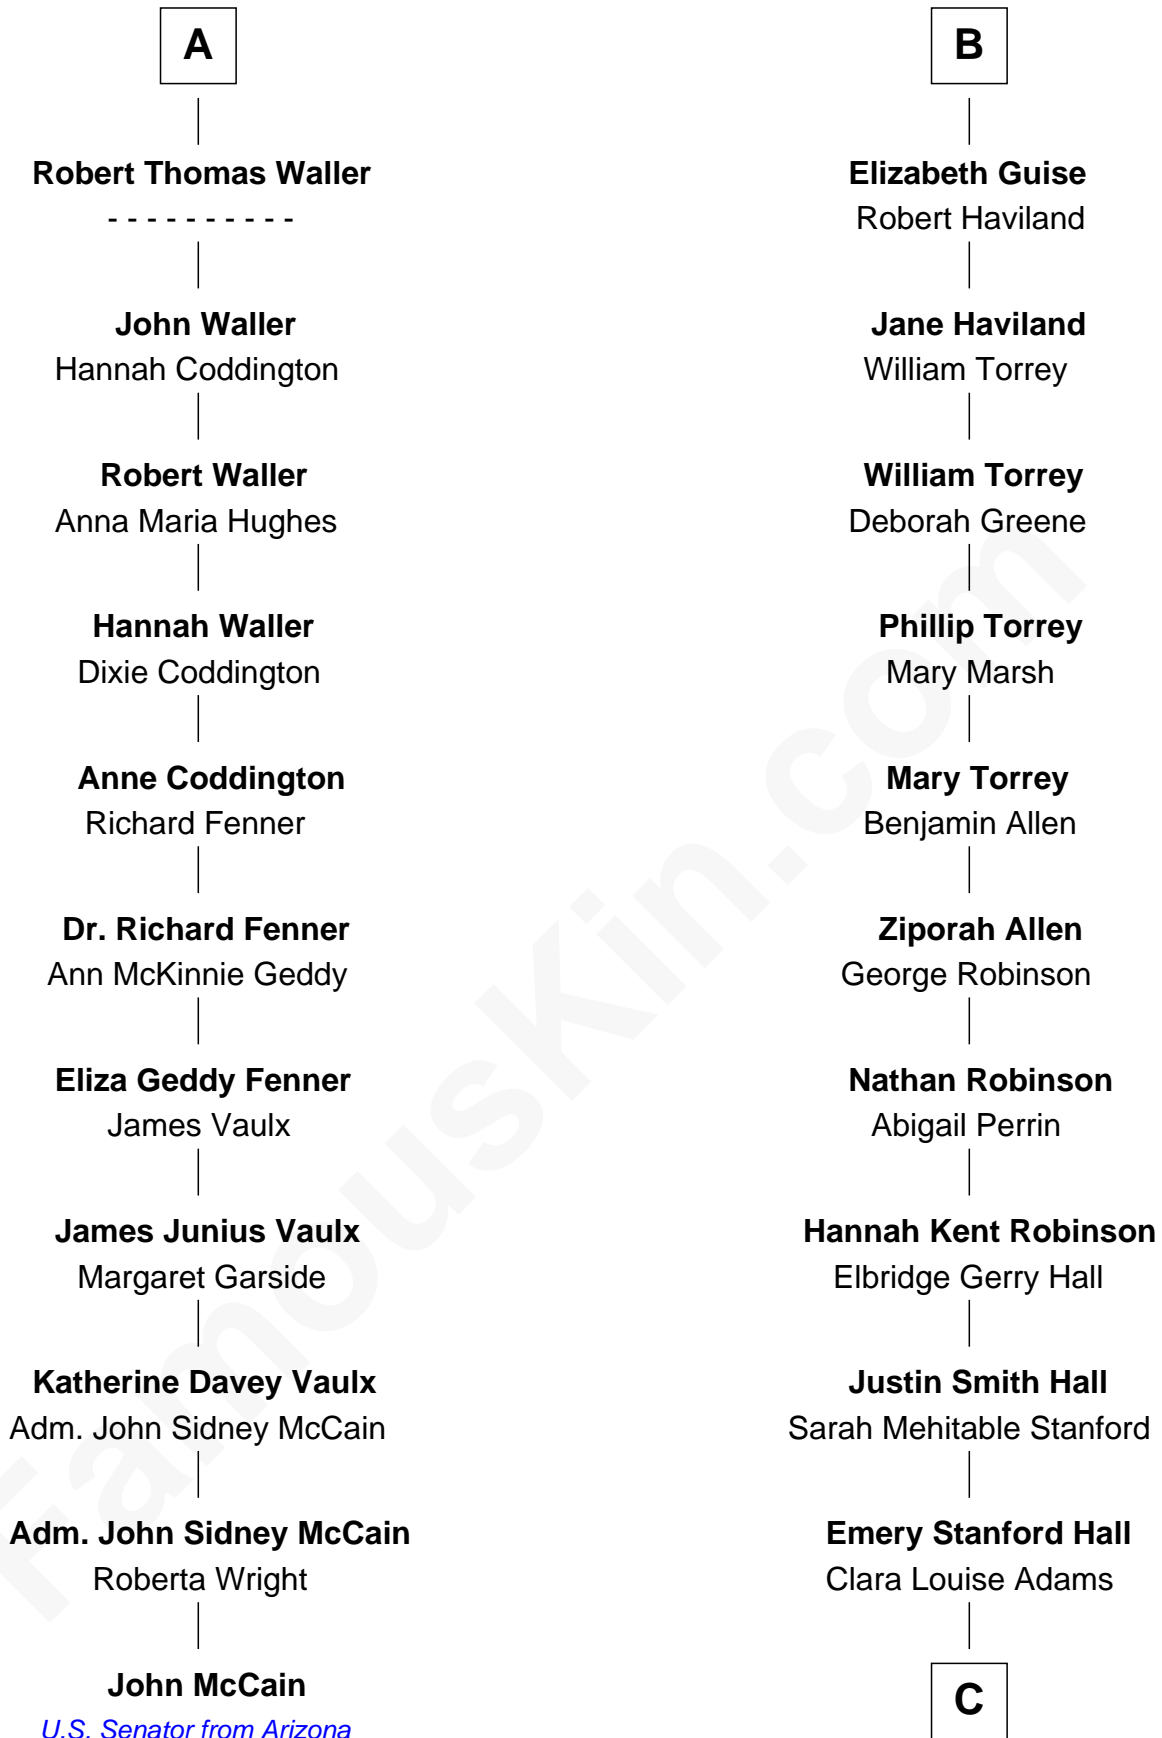 A
Robert Thomas Waller
- - - - - - - - - -
John Waller
Hannah Coddington
Robert Waller
Anna Maria Hughes
Hannah Waller
Dixie Coddington
Anne Coddington
Richard Fenner
Dr. Richard Fenner
Ann McKinnie Geddy
Eliza Geddy Fenner
James Vaulx
James Junius Vaulx
Margaret Garside
Katherine Davey Vaulx
Adm. John Sidney McCain
Adm. John Sidney McCain
Roberta Wright
John McCain
U.S. Senator from Arizona
B
Elizabeth Guise
Robert Haviland
Jane Haviland
William Torrey
William Torrey
Deborah Greene
Phillip Torrey
Mary Marsh
Mary Torrey
Benjamin Allen
Ziporah Allen
George Robinson
Nathan Robinson
Abigail Perrin
Hannah Kent Robinson
Elbridge Gerry Hall
Justin Smith Hall
Sarah Mehitable Stanford
Emery Stanford Hall
Clara Louise Adams
C
FamousKin.com